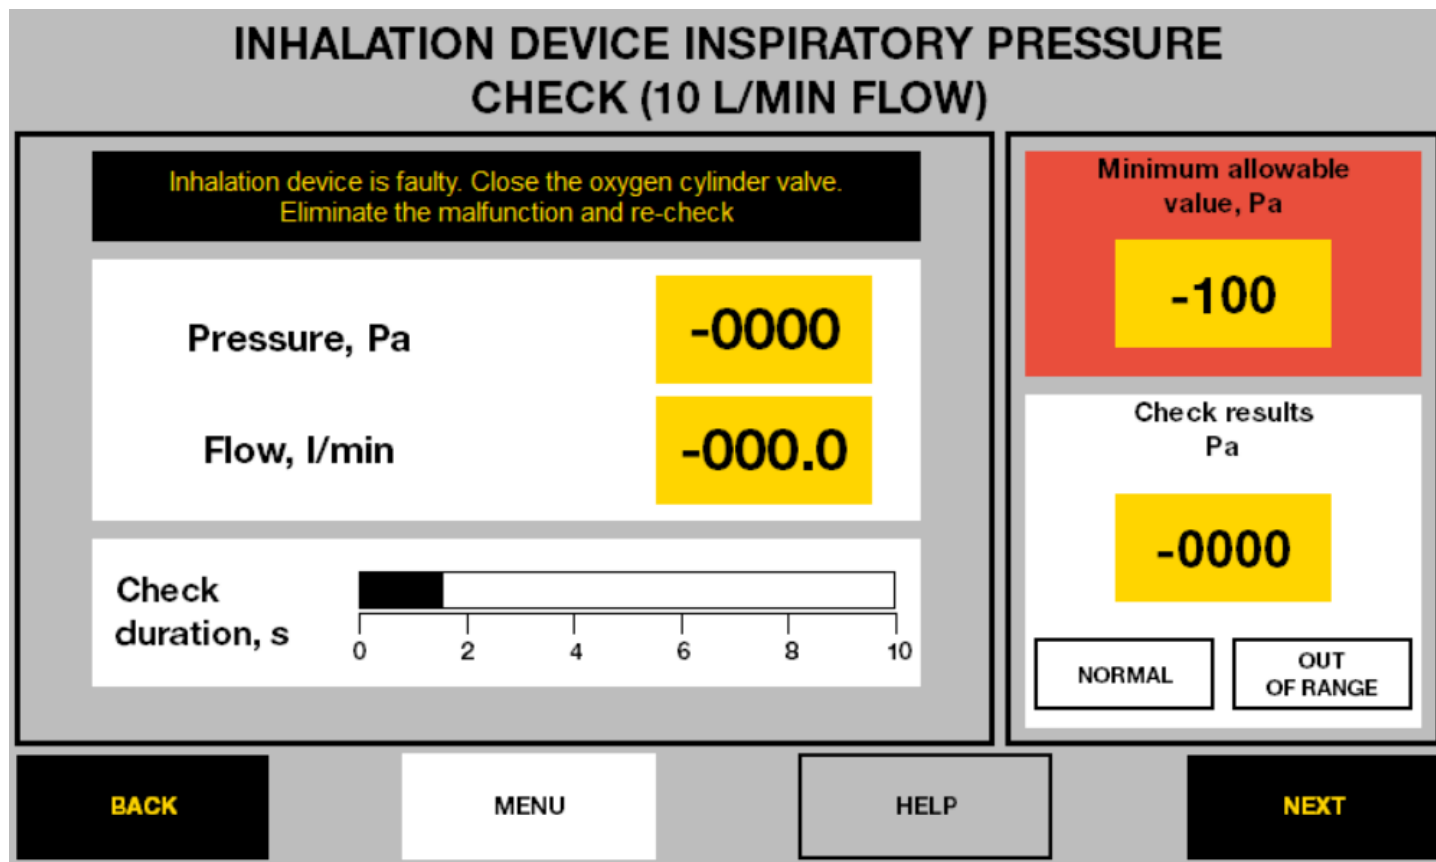 INHALATION DEVICE INSPIRATORY PRESSURE
CHECK (10 L/MIN FLOW)
Inhalation device is faulty. Close the oxygen cylinder valve.
Eliminate the malfunction and re-check
Pressure, Pa
-0000
Flow, l/min
-000.0
Check
duration, s
0 2 4 6 8 10
Minimum allowable
value, Pa
-100
Check results
Pa
-0000
NORMAL
OUT
OF RANGE
BACK
MENU
HELP
NEXT